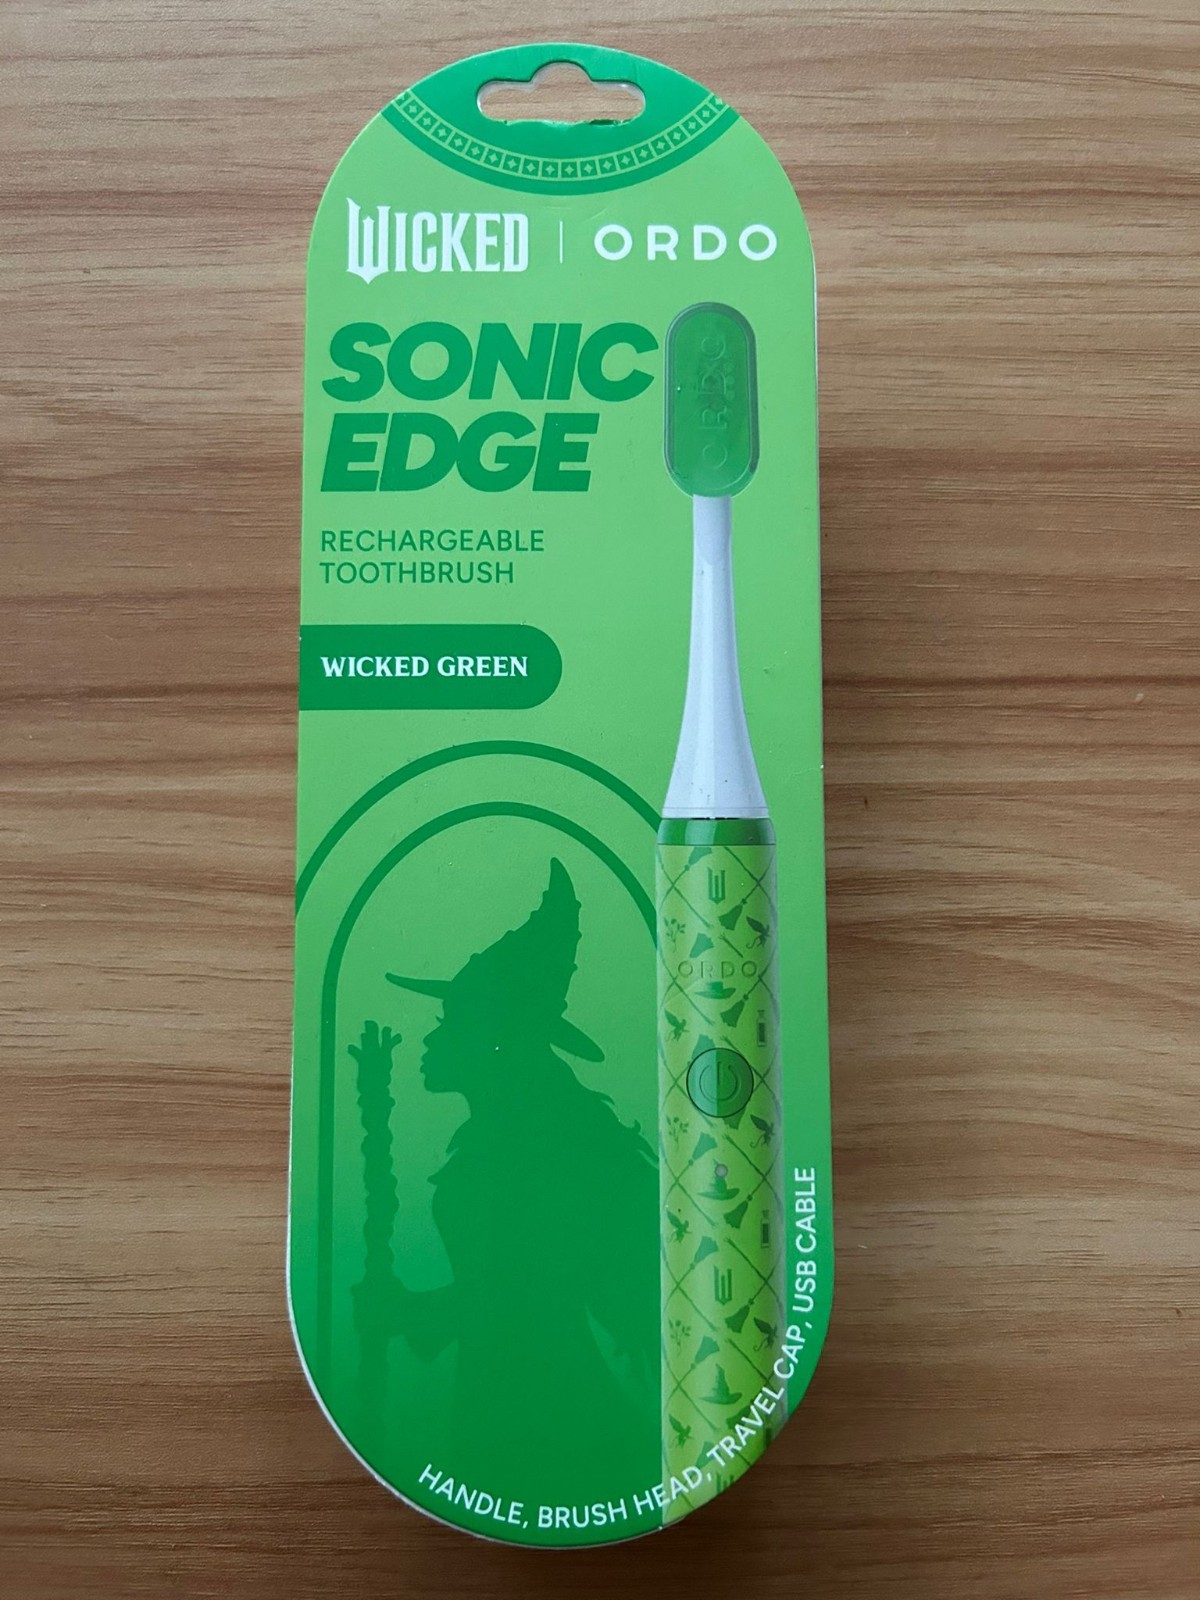 WICKED | ORDO
SONIC
EDGE
RECHARGEABLE
TOOTHBRUSH
WICKED GREEN
ORDO
ORDO
HANDLE, BRUSH HEAD, TRAVEL CAP, USB CABLE